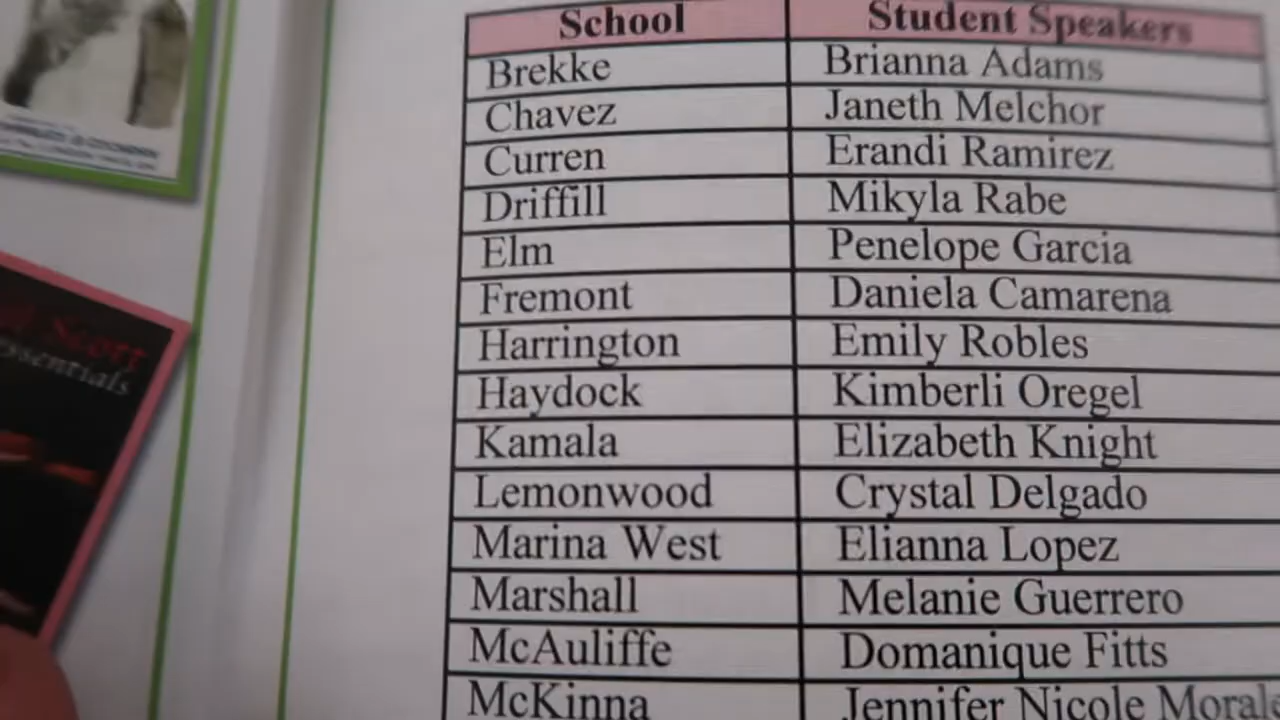 School Student Speakers
Brekke Brianna Adams
Chavez Janeth Melchor
Curren Erandi Ramirez
Driffill Mikyla Rabe
Elm Penelope Garcia
Fremont Daniela Camarena
Harrington Emily Robles
Haydock Kimberli Oregel
Kamala Elizabeth Knight
Lemonwood Crystal Delgado
Marina West Elianna Lopez
Marshall Melanie Guerrero
McAuliffe Domanique Fitts
McKinna Jennifer Nicole
Scott